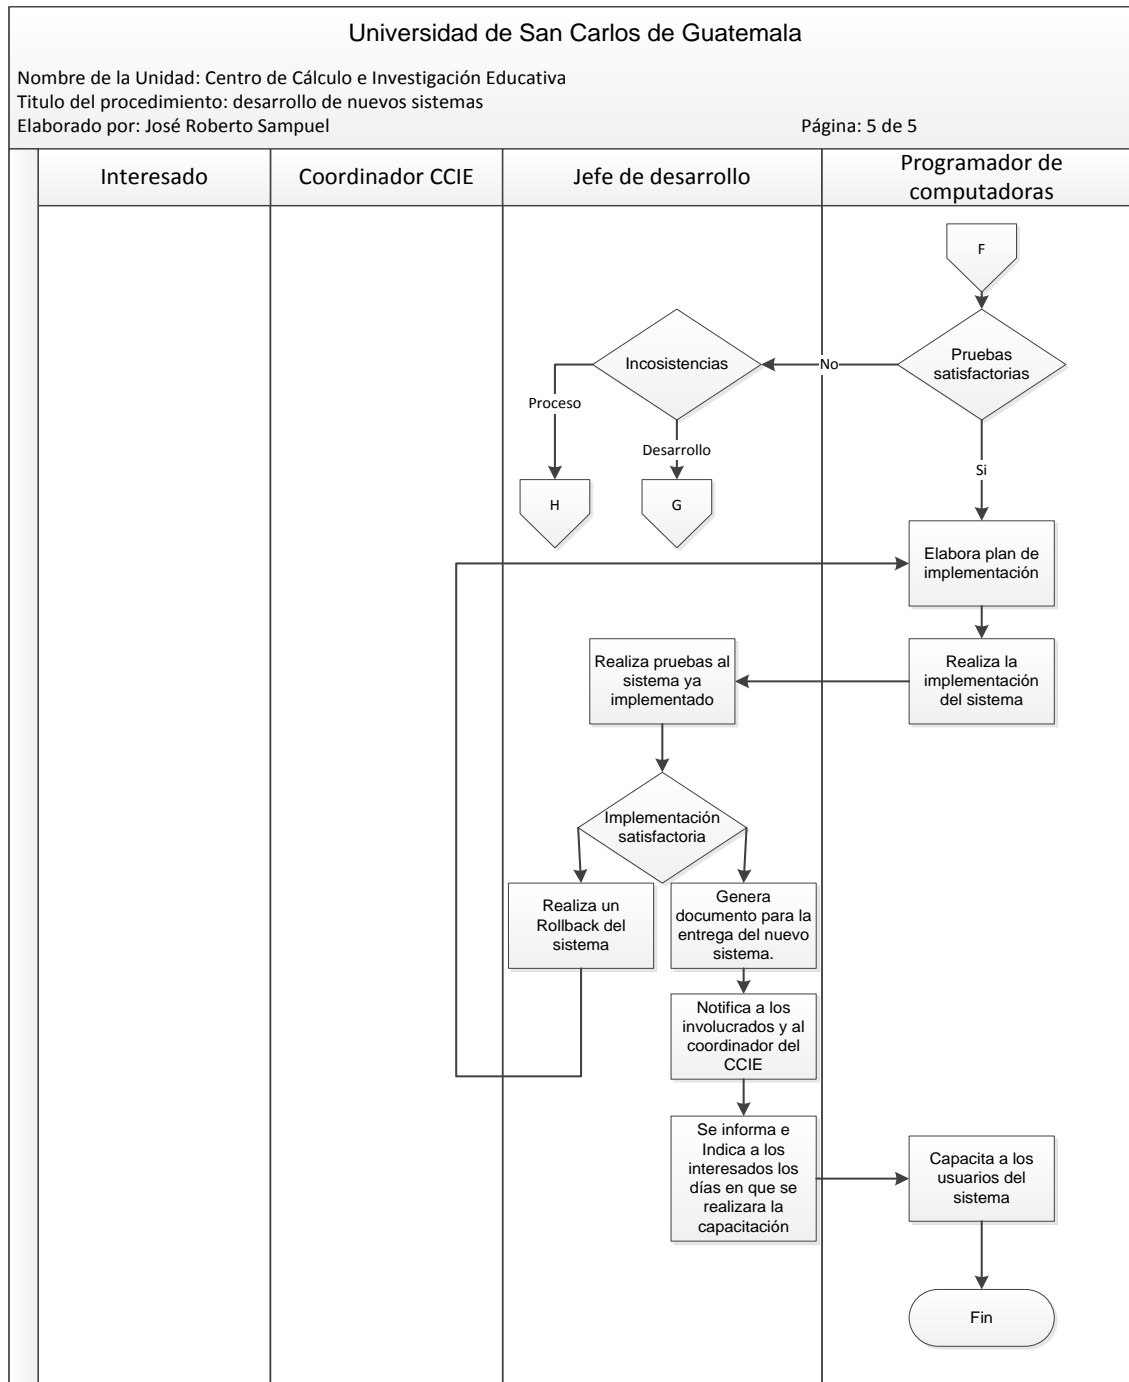 Universidad de San Carlos de Guatemala
Nombre de la Unidad: Centro de Cálculo e Investigación Educativa
Titulo del procedimiento: desarrollo de nuevos sistemas
Elaborado por: José Roberto Sampuel
Página: 5 de 5
Interesado
Coordinador CCIE
Jefe de desarrollo
Programador de
computadoras
F
Pruebas
satisfactorias
No
Incosistencias
Proceso
Desarrollo
Si
H
G
Elabora plan de
implementación
Realiza la
implementación
del sistema
Realiza pruebas al
sistema ya
implementado
Implementación
satisfactoria
Realiza un
Rollback del
sistema
Genera
documento para la
entrega del nuevo
sistema.
Notifica a los
involucrados y al
coordinador del
CCIE
Se informa e
Indica a los
interesados los
días en que se
realizara la
capacitación
Capacita a los
usuarios del
sistema
Fin